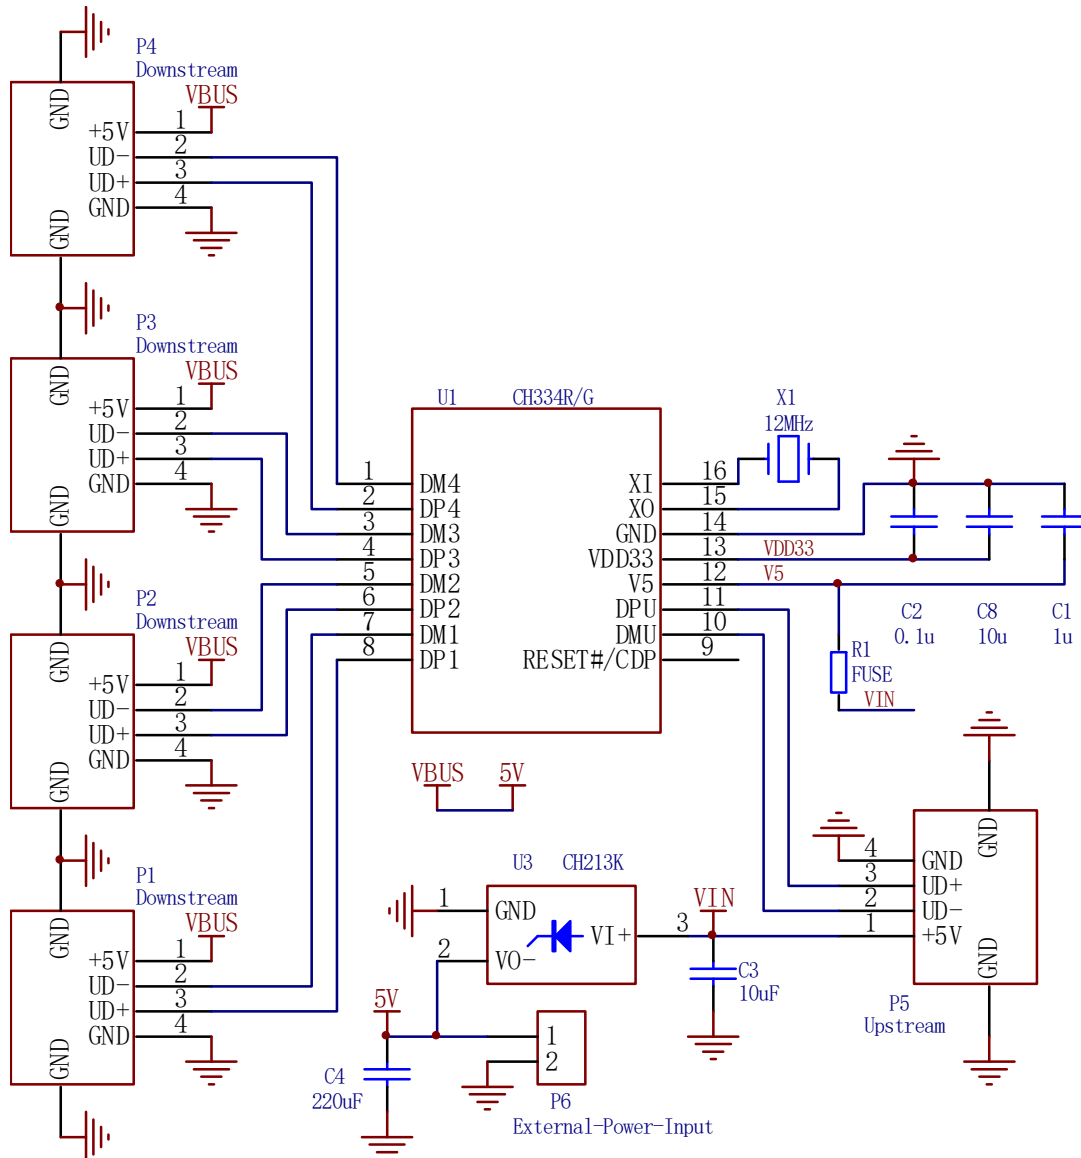 P4
Downstream
VBUS
GND
+5V 1
UD- 2
UD+ 3
GND 4
GND
P3
Downstream
VBUS
GND
+5V 1
UD- 2
UD+ 3
GND 4
GND
P2
Downstream
VBUS
GND
+5V 1
UD- 2
UD+ 3
GND 4
GND
P1
Downstream
VBUS
GND
+5V 1
UD- 2
UD+ 3
GND 4
GND
U1 CH334R/G
1 DM4
2 DP4
3 DM3
4 DP3
5 DM2
6 DP2
7 DM1
8 DP1
XI 16
XO 15
GND 14
VDD33 13
V5 12
DPU 11
DMU 10
RESET#/CDP 9
X1
12MHz
VDD33
V5
C2
0.1u
C8
10u
C1
1u
R1
FUSE
VIN
VBUS 5V
U3 CH213K
1 GND
2 VO-
VI+ 3
VIN
C3
10uF
4 GND
3 UD+
2 UD-
1 +5V
GND
GND
P5
Upstream
5V
C4
220uF
1
2
P6
External-Power-Input